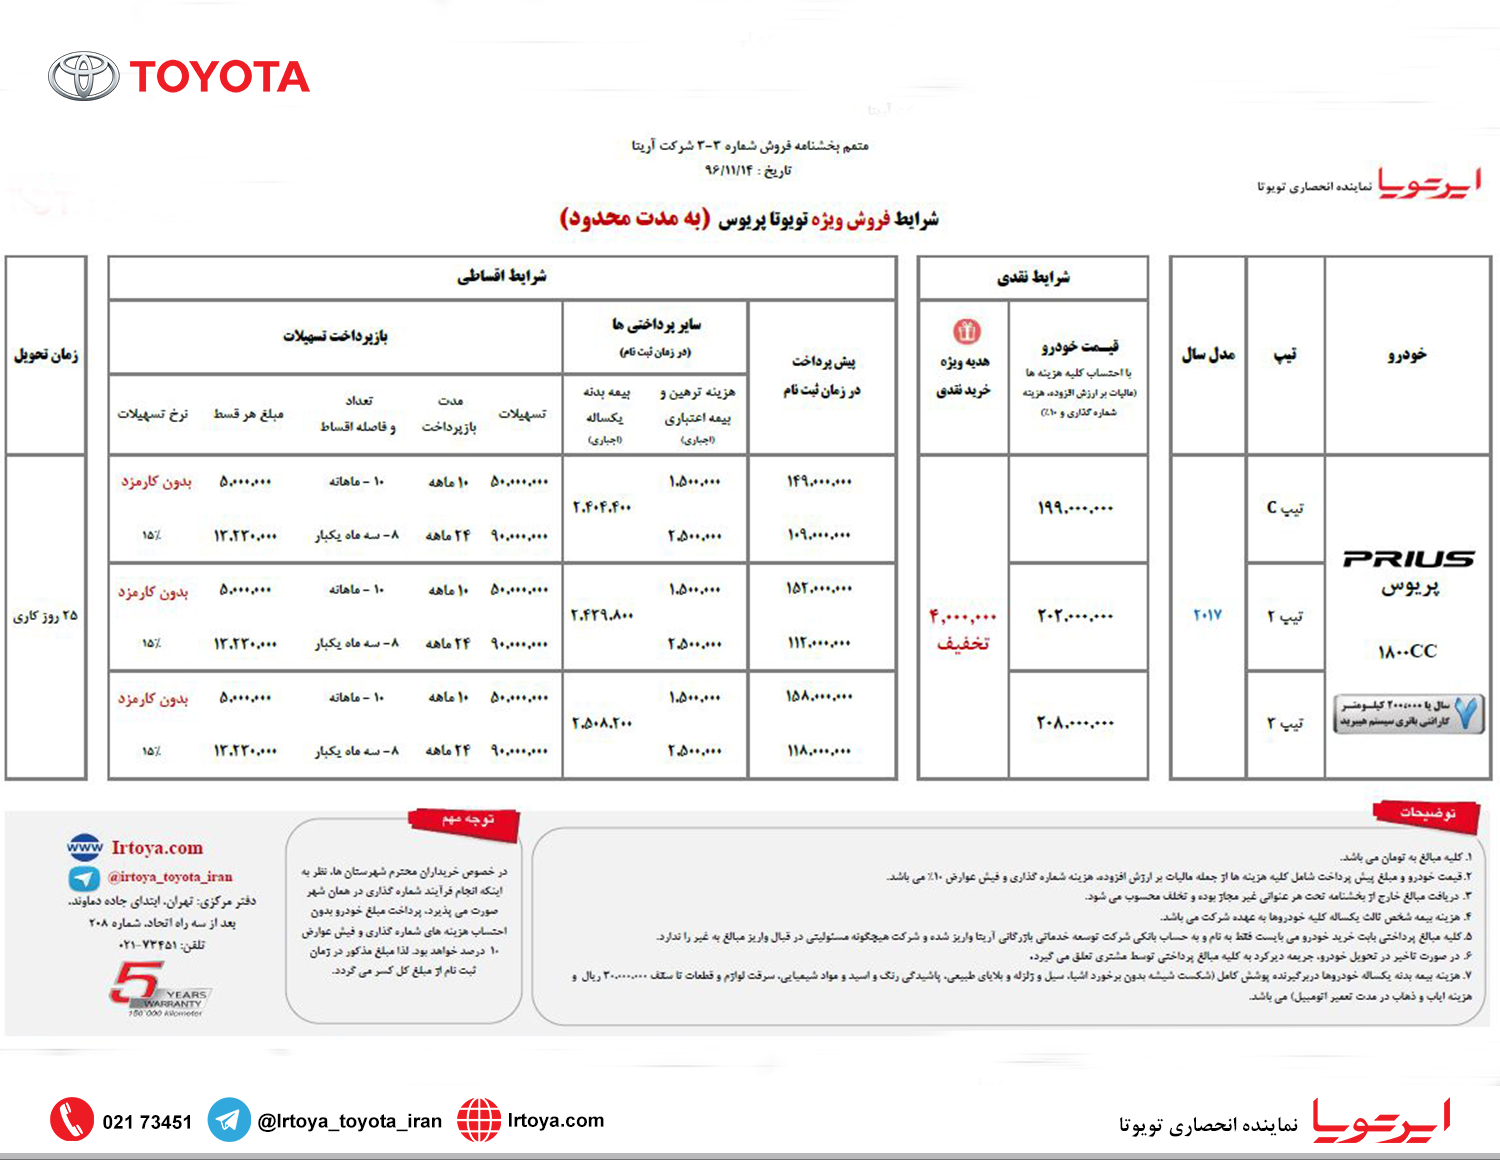 TOYOTA
متمم بخشنامه فروش شماره ۳-۳ شرکت آریتا
تاریخ : ۹۶/۱۱/۱۴
ایرتویا نماینده انحصاری تویوتا
شرایط فروش ویژه تویوتا پریوس (به مدت محدود)
خودرو
تیپ
مدل سال
شرایط نقدی
قیمت خودرو
با احتساب کلیه هزینه ها
(مالیات بر ارزش افزوده، هزینه
شماره گذاری و ۱۰٪)
هدیه ویژه
خرید نقدی
شرایط اقساطی
پیش پرداخت
در زمان ثبت نام
سایر پرداختی ها
(در زمان ثبت نام)
هزینه ترهین و
بیمه اعتباری
(اجباری)
بیمه بدنه
یکساله
(اجباری)
بازپرداخت تسهیلات
تسهیلات
مدت
بازپرداخت
تعداد
و فاصله اقساط
مبلغ هر قسط
نرخ تسهیلات
زمان تحویل
PRIUS
پریوس
۱۸۰۰CC
۷ سال یا ۲۰۰،۰۰۰ کیلومتر
گارانتی باتری سیستم هیبرید
۲۰۱۷
۴,۰۰۰,۰۰۰
تخفیف
۲۵ روز کاری
تیپ C
۱۹۹.۰۰۰.۰۰۰
۱۴۹.۰۰۰.۰۰۰ ۱.۵۰۰.۰۰۰ ۲.۴۰۴.۴۰۰ ۵۰.۰۰۰.۰۰۰ ۱۰ ماهه ۱۰ - ماهانه ۵.۰۰۰.۰۰۰ بدون کارمزد
۱۰۹.۰۰۰.۰۰۰ ۲.۵۰۰.۰۰۰ ۹۰.۰۰۰.۰۰۰ ۲۴ ماهه ۸- سه ماه یکبار ۱۳.۲۳۰.۰۰۰ ۱۵٪
تیپ ۲
۲۰۲.۰۰۰.۰۰۰
۱۵۲.۰۰۰.۰۰۰ ۱.۵۰۰.۰۰۰ ۲.۴۳۹.۸۰۰ ۵۰.۰۰۰.۰۰۰ ۱۰ ماهه ۱۰ - ماهانه ۵.۰۰۰.۰۰۰ بدون کارمزد
۱۱۲.۰۰۰.۰۰۰ ۲.۵۰۰.۰۰۰ ۹۰.۰۰۰.۰۰۰ ۲۴ ماهه ۸- سه ماه یکبار ۱۳.۲۳۰.۰۰۰ ۱۵٪
تیپ ۳
۲۰۸.۰۰۰.۰۰۰
۱۵۸.۰۰۰.۰۰۰ ۱.۵۰۰.۰۰۰ ۲.۵۰۸.۲۰۰ ۵۰.۰۰۰.۰۰۰ ۱۰ ماهه ۱۰ - ماهانه ۵.۰۰۰.۰۰۰ بدون کارمزد
۱۱۸.۰۰۰.۰۰۰ ۲.۵۰۰.۰۰۰ ۹۰.۰۰۰.۰۰۰ ۲۴ ماهه ۸- سه ماه یکبار ۱۳.۲۳۰.۰۰۰ ۱۵٪
توضیحات
۱. کلیه مبالغ به تومان می باشد.
۲.قیمت خودرو و مبلغ پیش پرداخت شامل کلیه هزینه ها از جمله مالیات بر ارزش افزوده، هزینه شماره گذاری و فیش عوارض ۱۰٪ می باشد.
۳. دریافت مبالغ خارج از بخشنامه تحت هر عنوانی غیر مجاز بوده و تخلف محسوب می شود.
۴. هزینه بیمه شخص ثالث یکساله کلیه خودروها به عهده شرکت می باشد.
۵.کلیه مبالغ پرداختی بابت خرید خودرو می بایست فقط به نام و به حساب بانکی شرکت توسعه خدماتی بازرگانی آریتا واریز شده و شرکت هیچگونه مسئولیتی در قبال واریز مبالغ به غیر را ندارد.
۶. در صورت تاخیر در تحویل خودرو، جریمه دیرکرد به کلیه مبالغ پرداختی توسط مشتری تعلق می گیرد.
۷. هزینه بیمه بدنه یکساله خودروها دربرگیرنده پوشش کامل (شکست شیشه بدون برخورد اشیا، سیل و زلزله و بلایای طبیعی، پاشیدگی رنگ و اسید و مواد شیمیایی، سرقت لوازم و قطعات تا سقف ۳۰.۰۰۰.۰۰۰ ریال و
هزینه ایاب و ذهاب در مدت تعمیر اتومبیل) می باشد.
توجه مهم
در خصوص خریداران محترم شهرستان ها، نظر به
اینکه انجام فرآیند شماره گذاری در همان شهر
صورت می پذیرد، پرداخت مبلغ خودرو بدون
احتساب هزینه های شماره گذاری و فیش عوارض
۱۰ درصد خواهد بود. لذا مبلغ مذکور در زمان
ثبت نام از مبلغ کل کسر می گردد.
www Irtoya.com
@irtoya_toyota_iran
دفتر مرکزی: تهران، ابتدای جاده دماوند،
بعد از سه راه اتحاد، شماره ۲۰۸
تلفن: ۷۳۴۵۱-۰۲۱
5 YEARS
WARRANTY
150'000 kilometer
021 73451
@Irtoya_toyota_iran
Irtoya.com
ایرتویا نماینده انحصاری تویوتا